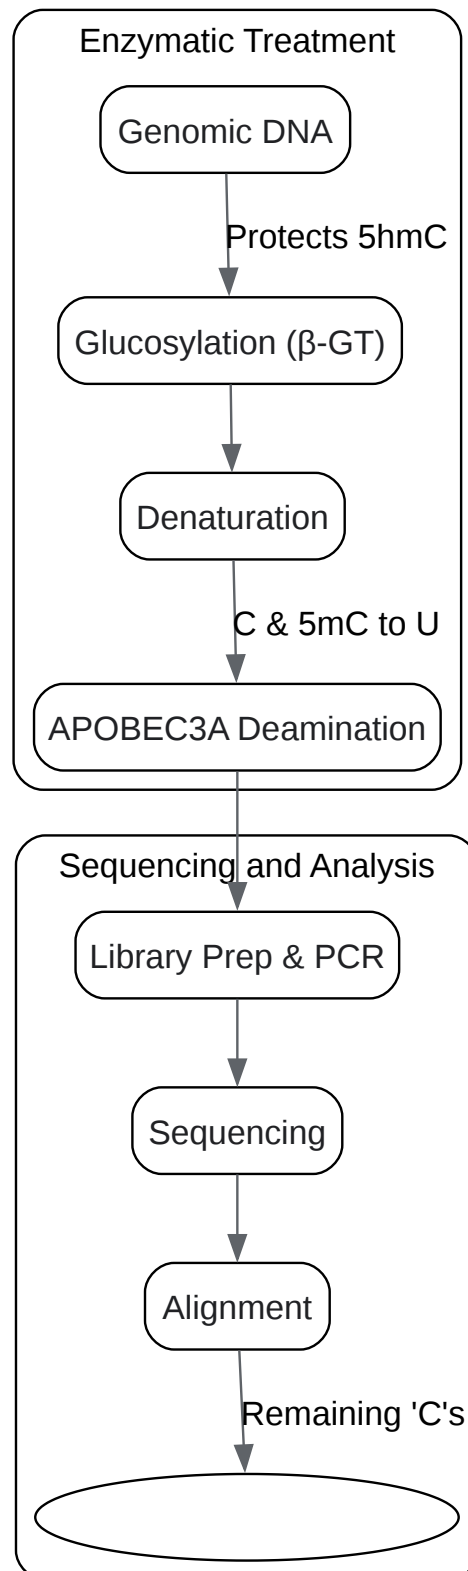 Enzymatic Treatment
Genomic DNA
Protects 5hmC
Glucosylation (β-GT)
Denaturation
C & 5mC to U
APOBEC3A Deamination
Sequencing and Analysis
Library Prep & PCR
Sequencing
Alignment
Remaining 'C's